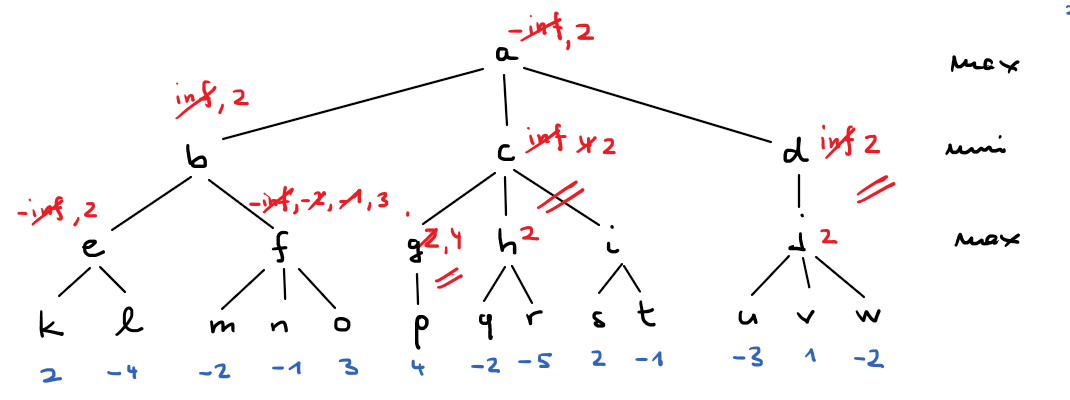 -inf, 2
a
max
inf, 2
b
c
inf 4 2
d
inf 2
mini
-inf, 2
e
-inf, -2, -1, 3
f
g
2, 4
h
2
i
j
2
max
k l m n o p q r s t u v w
2 -4 -2 -1 3 4 -2 -5 2 -1 -3 1 -2